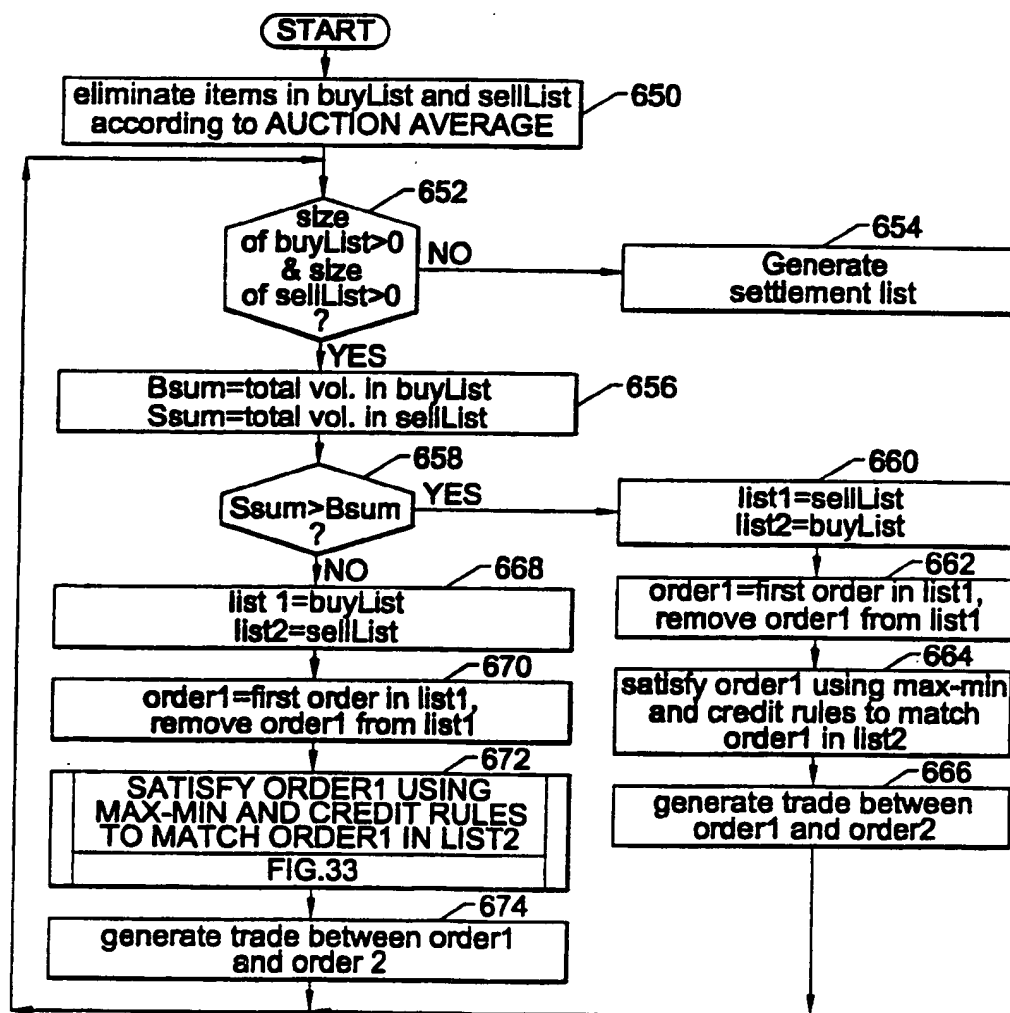 START
eliminate items in buyList and sellList
according to AUCTION AVERAGE
650
652
size
of buyList>0
& size
of sellList>0
?
NO
654
Generate
settlement list
YES
Bsum=total vol. in buyList
Ssum=total vol. in sellList
656
658
Ssum>Bsum
?
YES
660
list1=sellList
list2=buyList
NO
668
list 1=buyList
list2=sellList
662
order1=first order in list1,
remove order1 from list1
670
order1=first order in list1,
remove order1 from list1
664
satisfy order1 using max-min
and credit rules to match
order1 in list2
672
SATISFY ORDER1 USING
MAX-MIN AND CREDIT RULES
TO MATCH ORDER1 IN LIST2
FIG.33
666
generate trade between
order1 and order2
674
generate trade between order1
and order 2